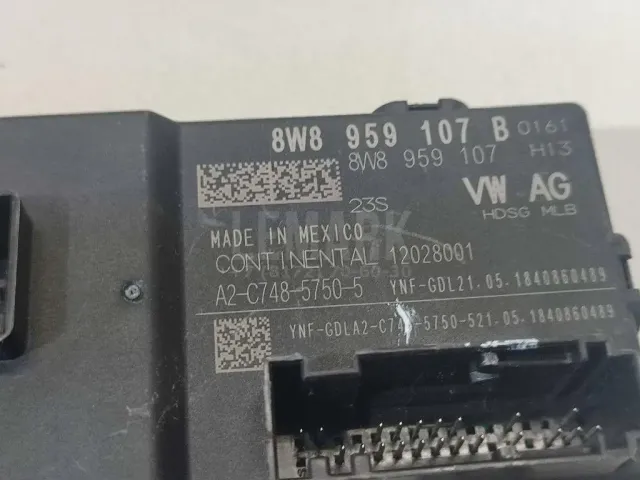 8W8 959 107 B 0161
8W8 959 107 H13
VW AG
23S HDSG MLB
MADE IN MEXICO
CONTINENTAL 12028001
A2-C748-5750-5 YNF-GDL21.05.1840860489
YNF-GDLA2-C748-5750-521.05.1840860489
LEMARK